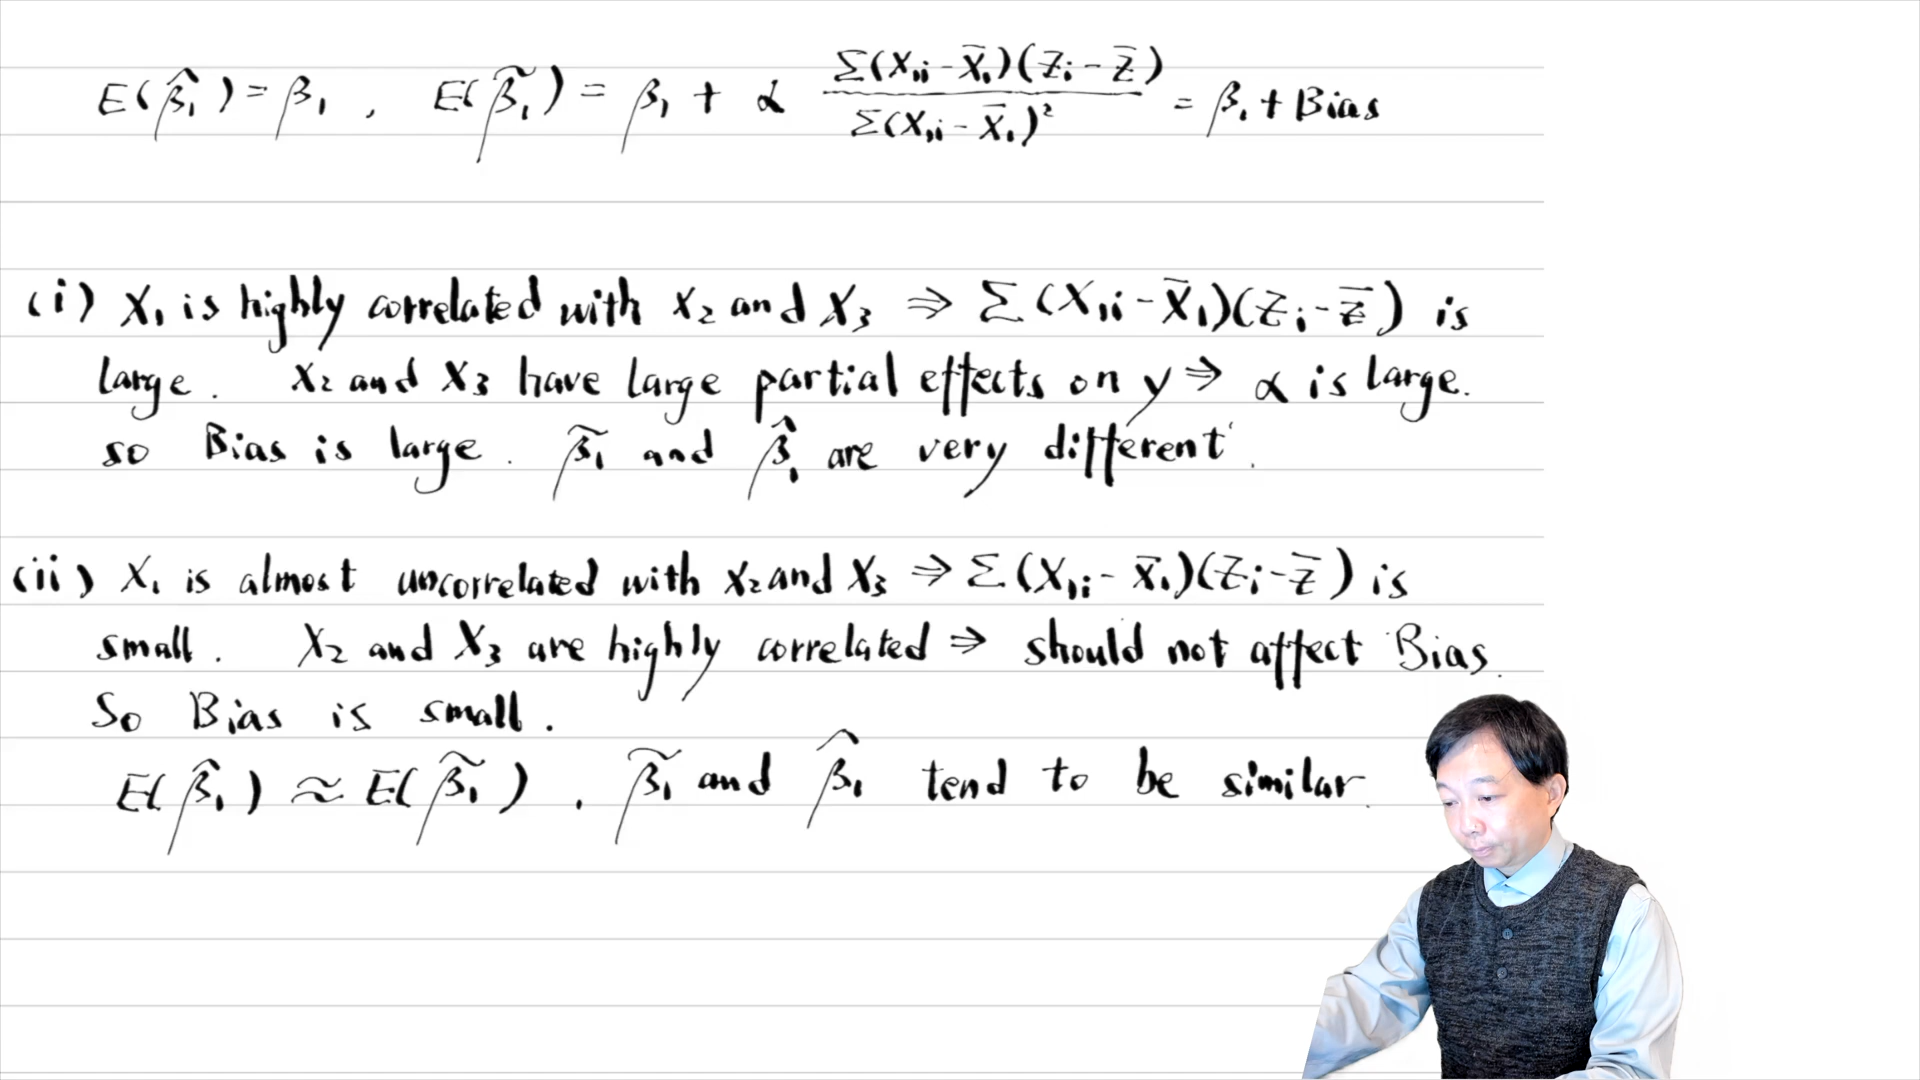 E(β̂₁) = β₁ , E(β̃₁) = β₁ + α Σ(X₁ᵢ - X̄₁)(Zᵢ - Z̄) / Σ(X₁ᵢ - X̄₁)² = β₁ + Bias
(i) X₁ is highly correlated with X₂ and X₃ ⇒ Σ(X₁ᵢ - X̄₁)(Zᵢ - Z̄) is
large. X₂ and X₃ have large partial effects on y ⇒ α is large.
so Bias is large. β̃₁ and β̂₁ are very different.
(ii) X₁ is almost uncorrelated with X₂ and X₃ ⇒ Σ(X₁ᵢ - X̄₁)(Zᵢ - Z̄) is
small. X₂ and X₃ are highly correlated ⇒ should not affect Bias.
So Bias is small.
E(β̂₁) ≈ E(β̃₁) . β̃₁ and β̂₁ tend to be similar.